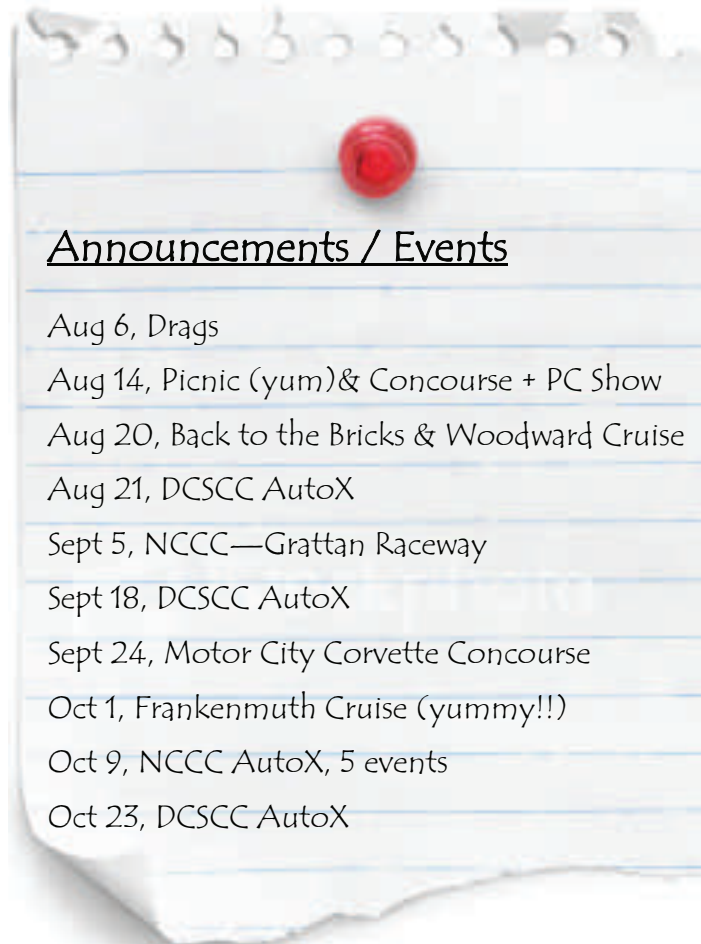 Announcements / Events
Aug 6, Drags
Aug 14, Picnic (yum)& Concourse + PC Show
Aug 20, Back to the Bricks & Woodward Cruise
Aug 21, DCSCC AutoX
Sept 5, NCCC—Grattan Raceway
Sept 18, DCSCC AutoX
Sept 24, Motor City Corvette Concourse
Oct 1, Frankenmuth Cruise (yummy!!)
Oct 9, NCCC AutoX, 5 events
Oct 23, DCSCC AutoX